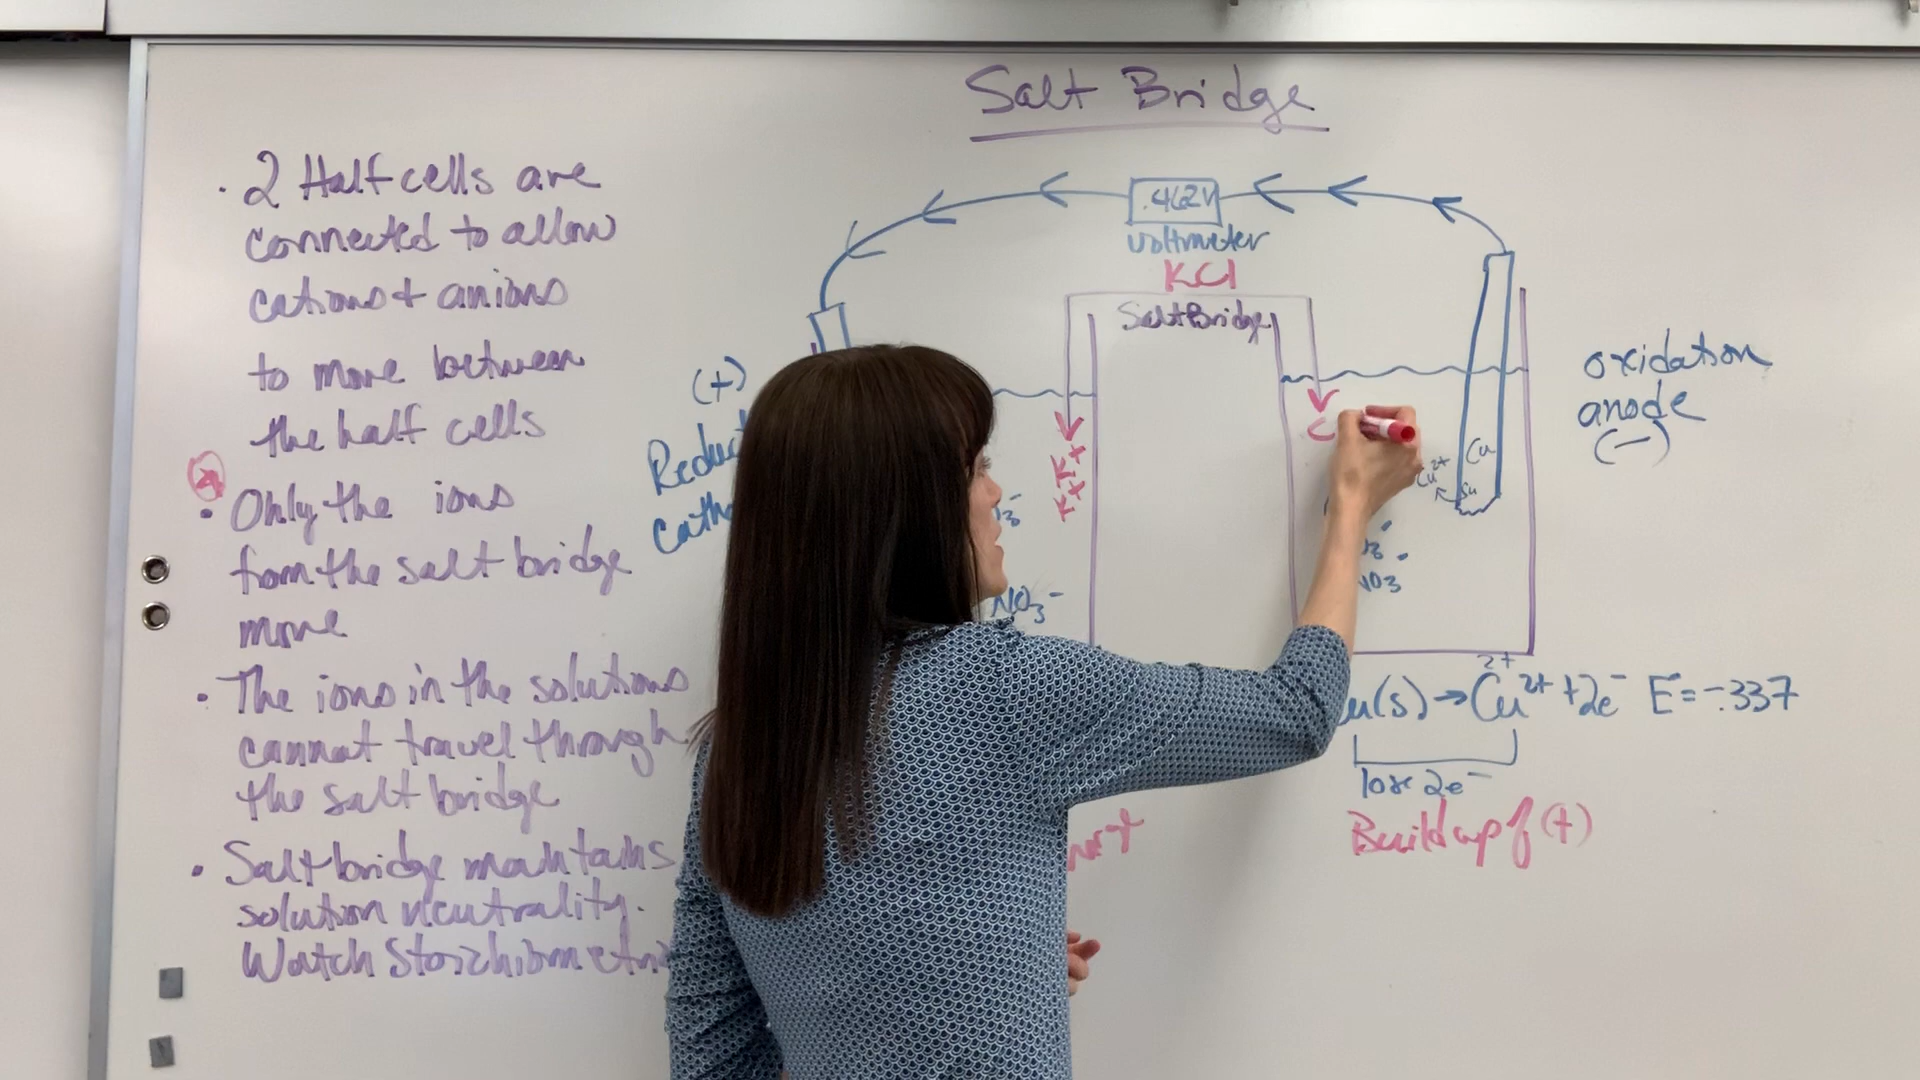 Salt Bridge
· 2 Half cells are
connected to allow
cations + anions
to move between
the half cells
· Only the ions
from the salt bridge
move
· The ions in the solutions
cannot travel through
the salt bridge
· Salt bridge maintains
solution neutrality.
Watch
.462V
voltmeter
KCl
Salt Bridge
(+)
K+
K+
NO3-
Cu
Cu2+
NO3
oxidation
anode
(-)
2+
(s) → Cu2+ + 2e- E = -.337
lose 2e-
Build up of (+)